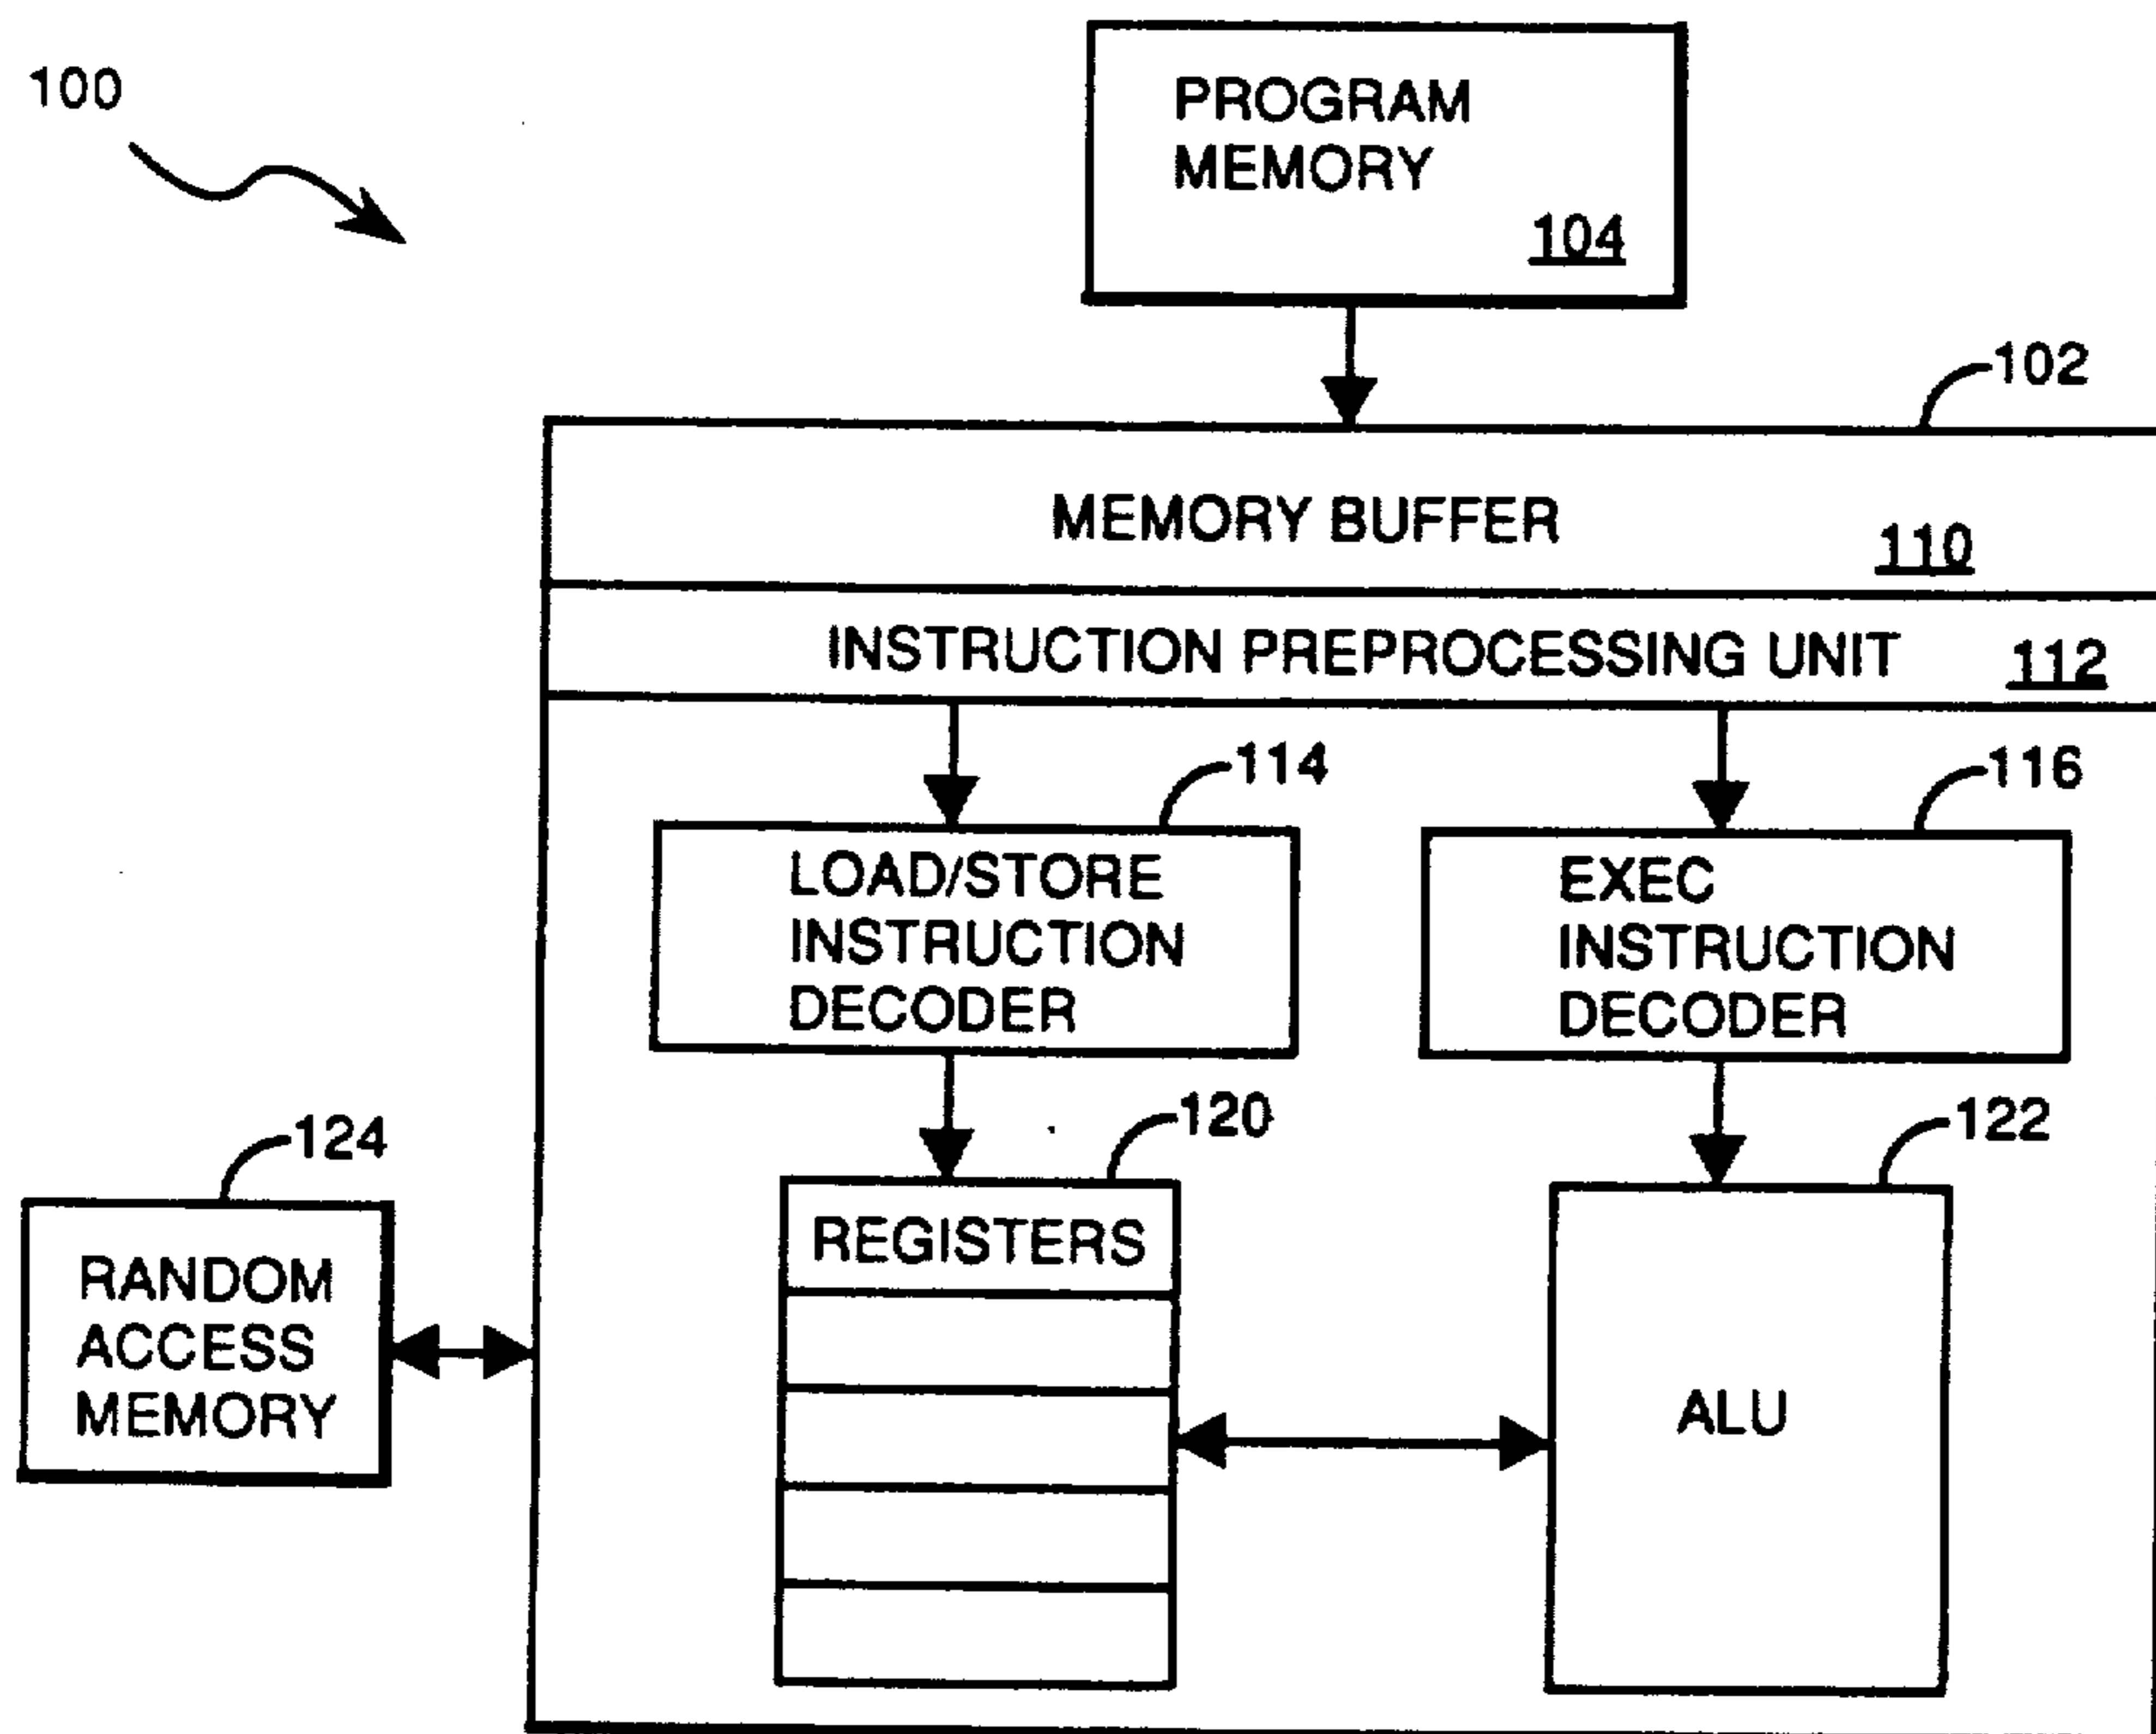 100
PROGRAM
MEMORY
104
102
MEMORY BUFFER
110
INSTRUCTION PREPROCESSING UNIT
112
114
116
LOAD/STORE
INSTRUCTION
DECODER
EXEC
INSTRUCTION
DECODER
124
120
122
RANDOM
ACCESS
MEMORY
REGISTERS
ALU